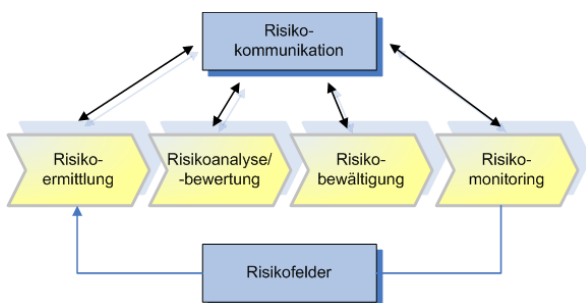 Risiko-
kommunikation
Risiko-
ermittlung
Risikoanalyse/
-bewertung
Risiko-
bewältigung
Risiko-
monitoring
Risikofelder